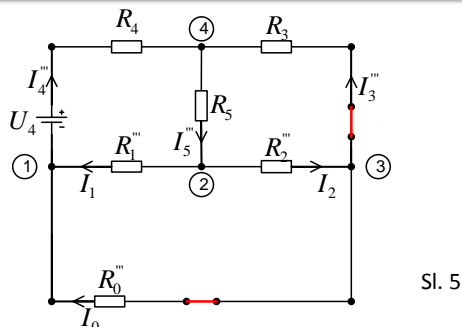 R4 4 R3
I4''' I3'''
R5
U4 + -
R1''' I5''' R2'''
1 3
I1 2 I2
Sl. 5
R0'''
I0